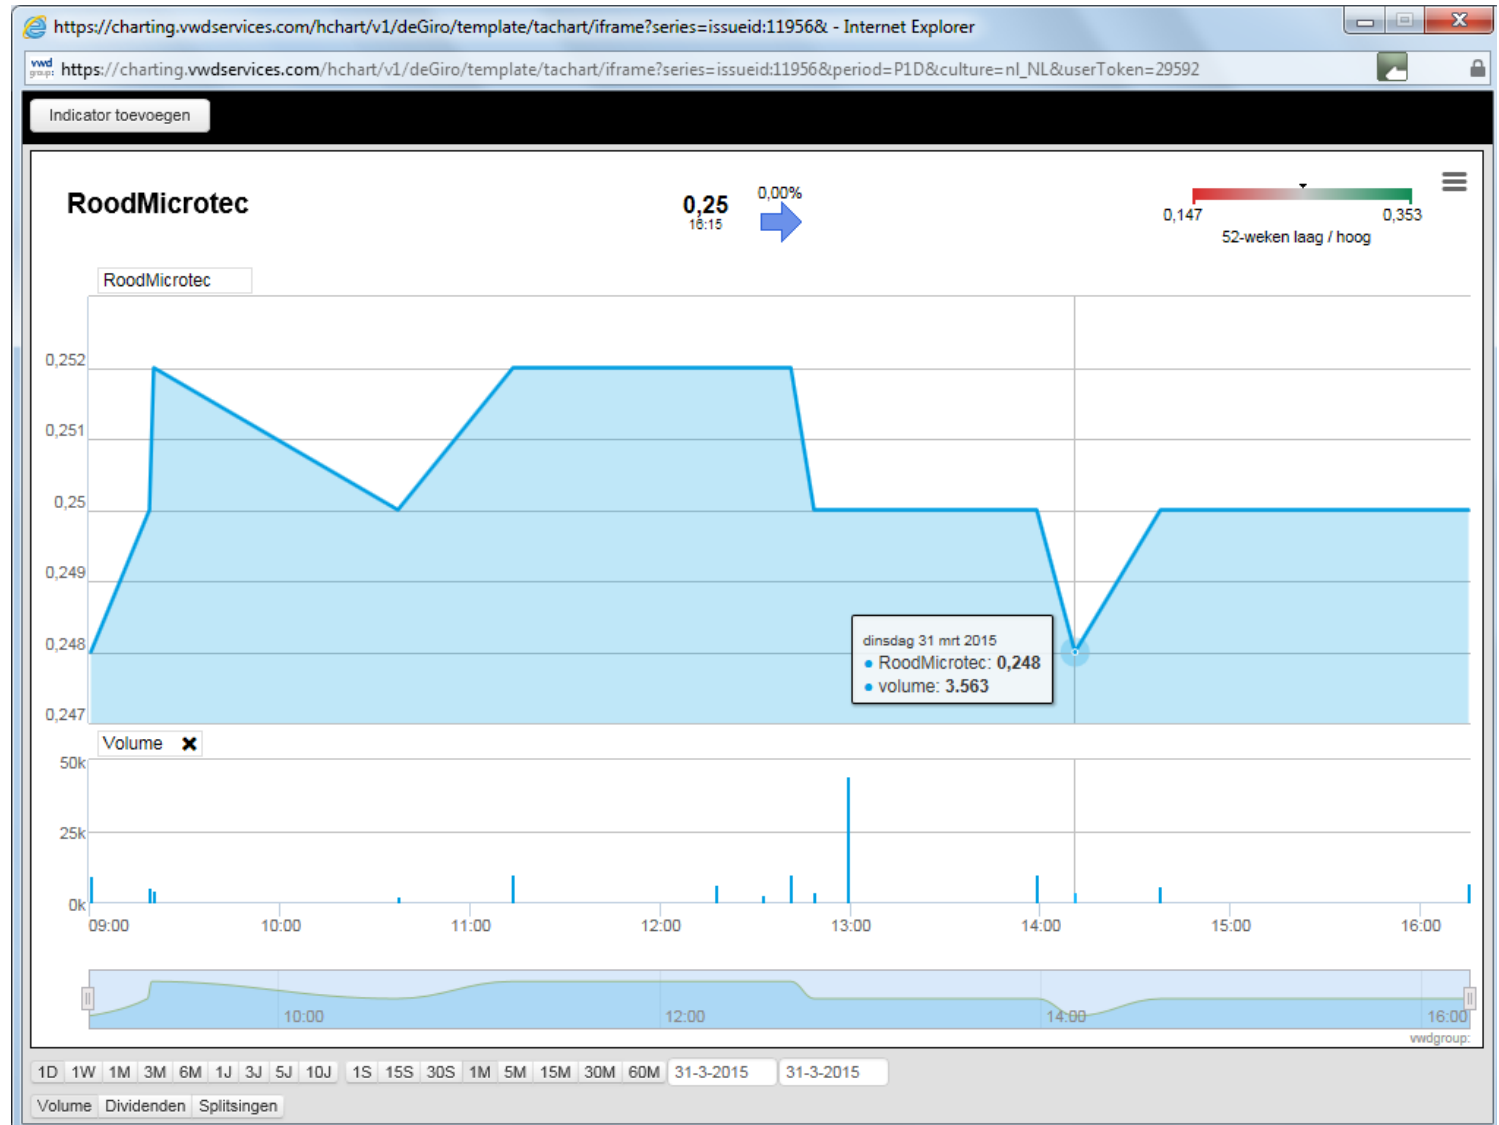 https://charting.vwdservices.com/hchart/v1/deGiro/template/tachart/iframe?series=issueid:11956& - Internet Explorer
vwd
group:
https://charting.vwdservices.com/hchart/v1/deGiro/template/tachart/iframe?series=issueid:11956&period=P1D&culture=nl_NL&userToken=29592
Indicator toevoegen
RoodMicrotec
0,25
16:15
0,00%
0,147
0,353
52-weken laag / hoog
RoodMicrotec
0,252
0,251
0,25
0,249
0,248
0,247
dinsdag 31 mrt 2015
RoodMicrotec: 0,248
volume: 3.563
Volume
50k
25k
0k
09:00 10:00 11:00 12:00 13:00 14:00 15:00 16:00
10:00 12:00 14:00 16:00
vwdgroup:
1D 1W 1M 3M 6M 1J 3J 5J 10J 1S 15S 30S 1M 5M 15M 30M 60M 31-3-2015 31-3-2015
Volume Dividenden Splitsingen